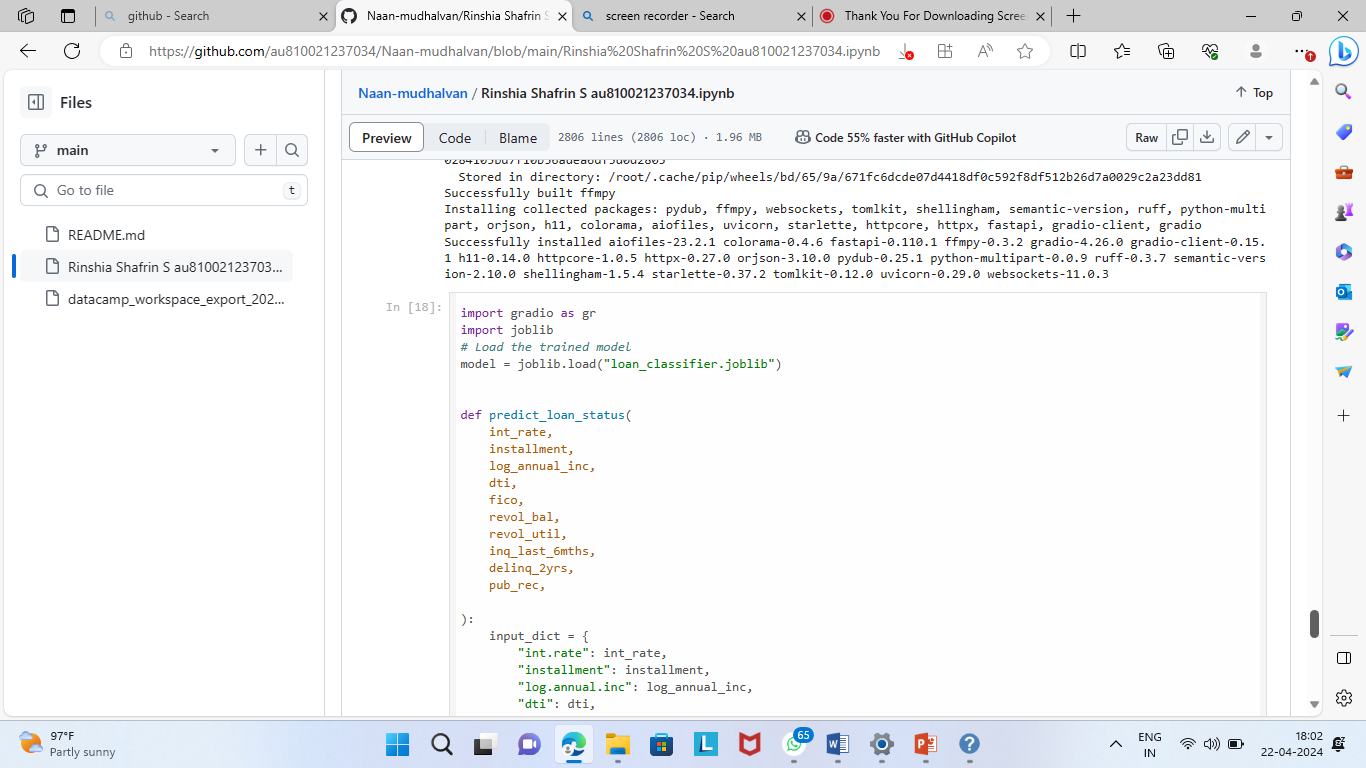 github - Search
Naan-mudhalvan/Rinshia Shafrin S
screen recorder - Search
Thank You For Downloading Scre
https://github.com/au810021237034/Naan-mudhalvan/blob/main/Rinshia%20Shafrin%20S%20au810021237034.ipynb
Files
main
Go to file
t
README.md
Rinshia Shafrin S au81002123703...
datacamp_workspace_export_202...
Naan-mudhalvan / Rinshia Shafrin S au810021237034.ipynb
Top
Preview Code Blame 2806 lines (2806 loc) · 1.96 MB Code 55% faster with GitHub Copilot Raw
Stored in directory: /root/.cache/pip/wheels/bd/65/9a/671fc6dcde07d4418df0c592f8df512b26d7a0029c2a23dd81
Successfully built ffmpy
Installing collected packages: pydub, ffmpy, websockets, tomlkit, shellingham, semantic-version, ruff, python-multi
part, orjson, h11, colorama, aiofiles, uvicorn, starlette, httpcore, httpx, fastapi, gradio-client, gradio
Successfully installed aiofiles-23.2.1 colorama-0.4.6 fastapi-0.110.1 ffmpy-0.3.2 gradio-4.26.0 gradio-client-0.15.
1 h11-0.14.0 httpcore-1.0.5 httpx-0.27.0 orjson-3.10.0 pydub-0.25.1 python-multipart-0.0.9 ruff-0.3.7 semantic-vers
ion-2.10.0 shellingham-1.5.4 starlette-0.37.2 tomlkit-0.12.0 uvicorn-0.29.0 websockets-11.0.3
In [18]:
import gradio as gr
import joblib
# Load the trained model
model = joblib.load("loan_classifier.joblib")
def predict_loan_status(
int_rate,
installment,
log_annual_inc,
dti,
fico,
revol_bal,
revol_util,
inq_last_6mths,
delinq_2yrs,
pub_rec,
):
input_dict = {
"int.rate": int_rate,
"installment": installment,
"log.annual.inc": log_annual_inc,
"dti": dti,
97°F
Partly sunny
65
ENG
IN
18:02
22-04-2024